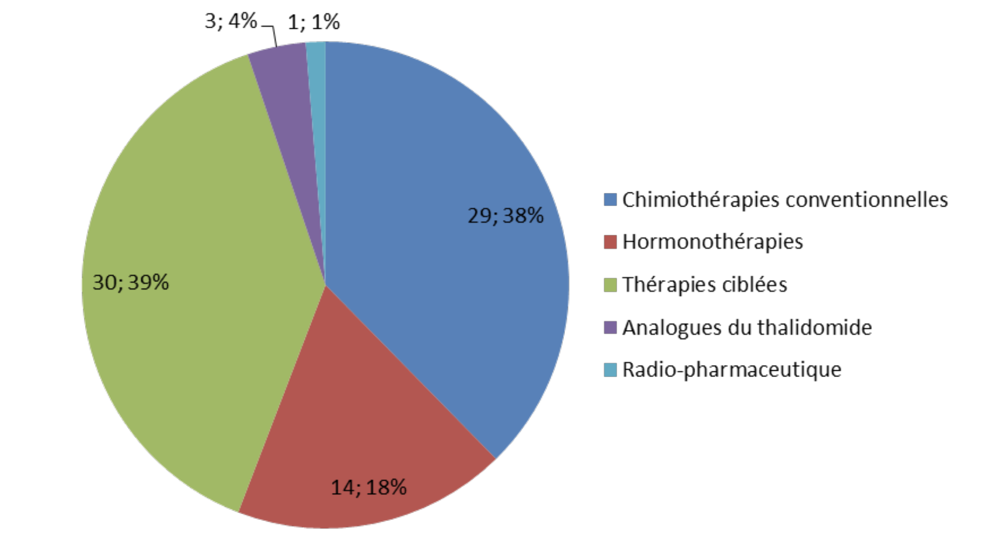 3; 4%
1; 1%
29; 38%
30; 39%
14; 18%
Chimiothérapies conventionnelles
Hormonothérapies
Thérapies ciblées
Analogues du thalidomide
Radio-pharmaceutique